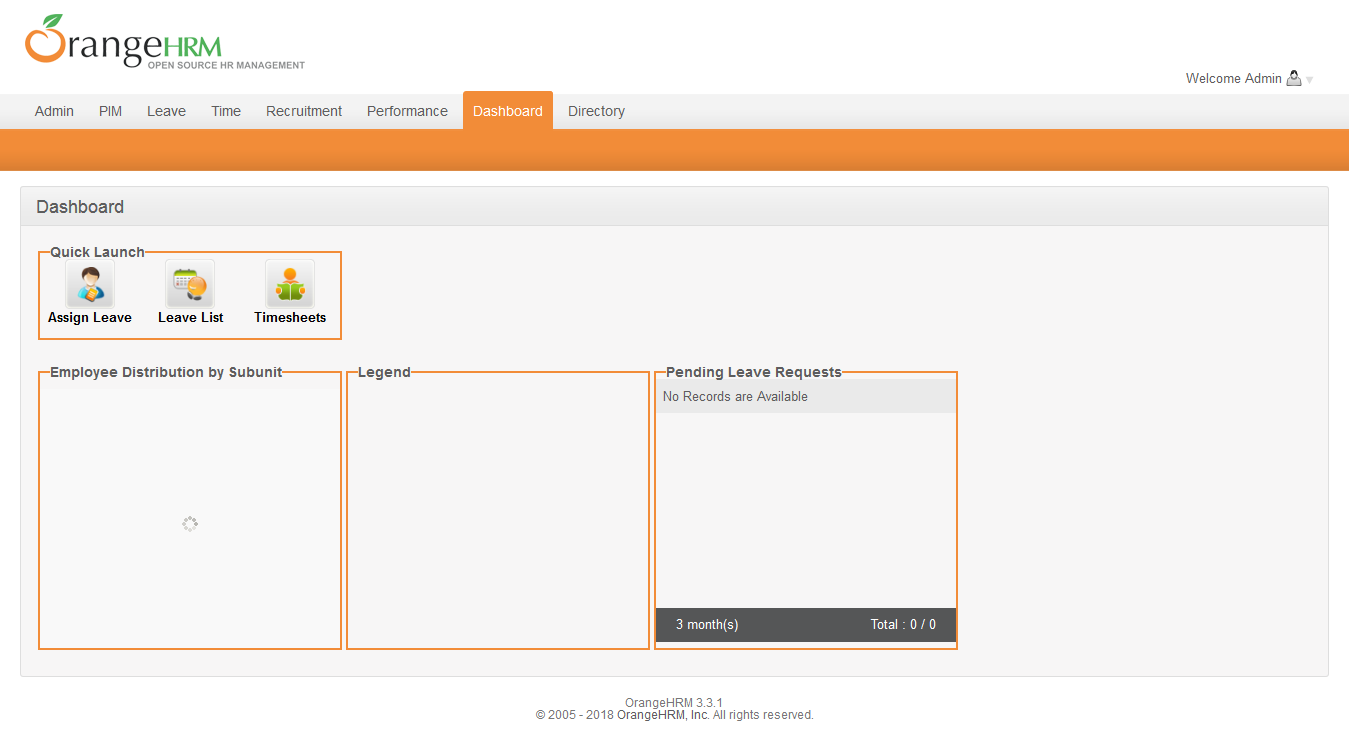 OrangeHRM
OPEN SOURCE HR MANAGEMENT
Welcome Admin
Admin PIM Leave Time Recruitment Performance Dashboard Directory
Dashboard
Quick Launch
Assign Leave Leave List Timesheets
Employee Distribution by Subunit Legend Pending Leave Requests
No Records are Available
3 month(s) Total : 0 / 0
OrangeHRM 3.3.1
© 2005 - 2018 OrangeHRM, Inc. All rights reserved.